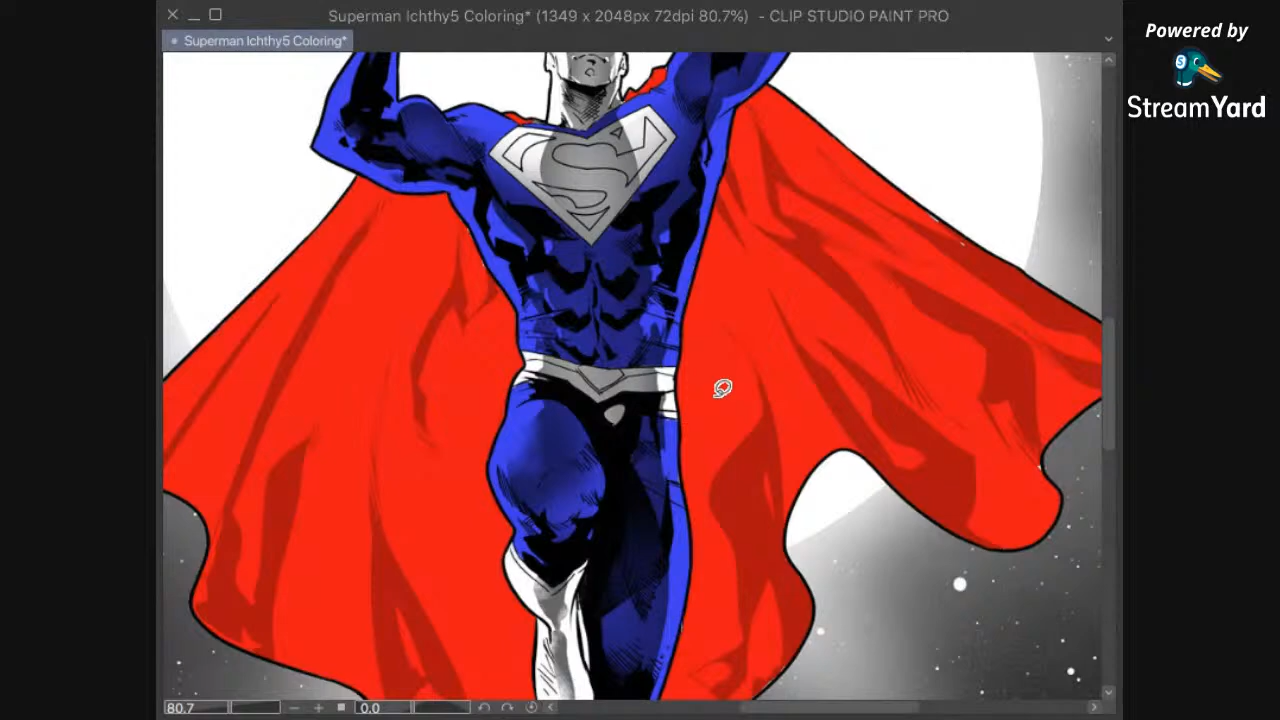 Superman Ichthy5 Coloring* (1349 x 2048px 72dpi 80.7%) - CLIP STUDIO PAINT PRO
Superman Ichthy5 Coloring*
Powered by
StreamYard
S
80.7
0.0